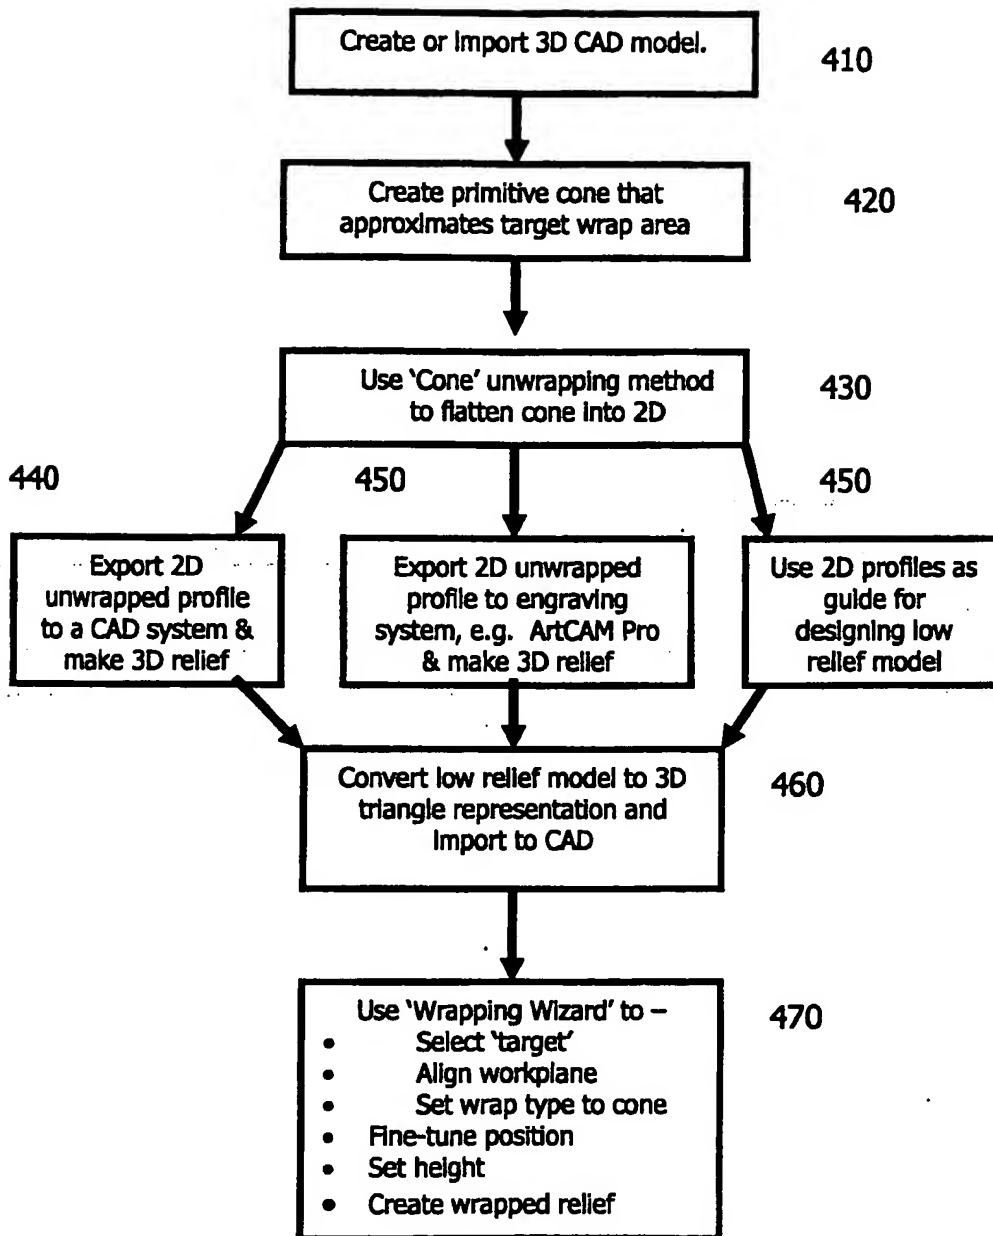 Create or Import 3D CAD model.
410
Create primitive cone that
approximates target wrap area
420
Use ‘Cone’ unwrapping method
to flatten cone into 2D
430
440
450
450
Export 2D
unwrapped profile
to a CAD system &
make 3D relief
Export 2D unwrapped
profile to engraving
system, e.g. ArtCAM Pro
& make 3D relief
Use 2D profiles as
guide for
designing low
relief model
Convert low relief model to 3D
triangle representation and
Import to CAD
460
Use ‘Wrapping Wizard’ to –
• Select ‘target’
• Align workplane
• Set wrap type to cone
• Fine-tune position
• Set height
• Create wrapped relief
470